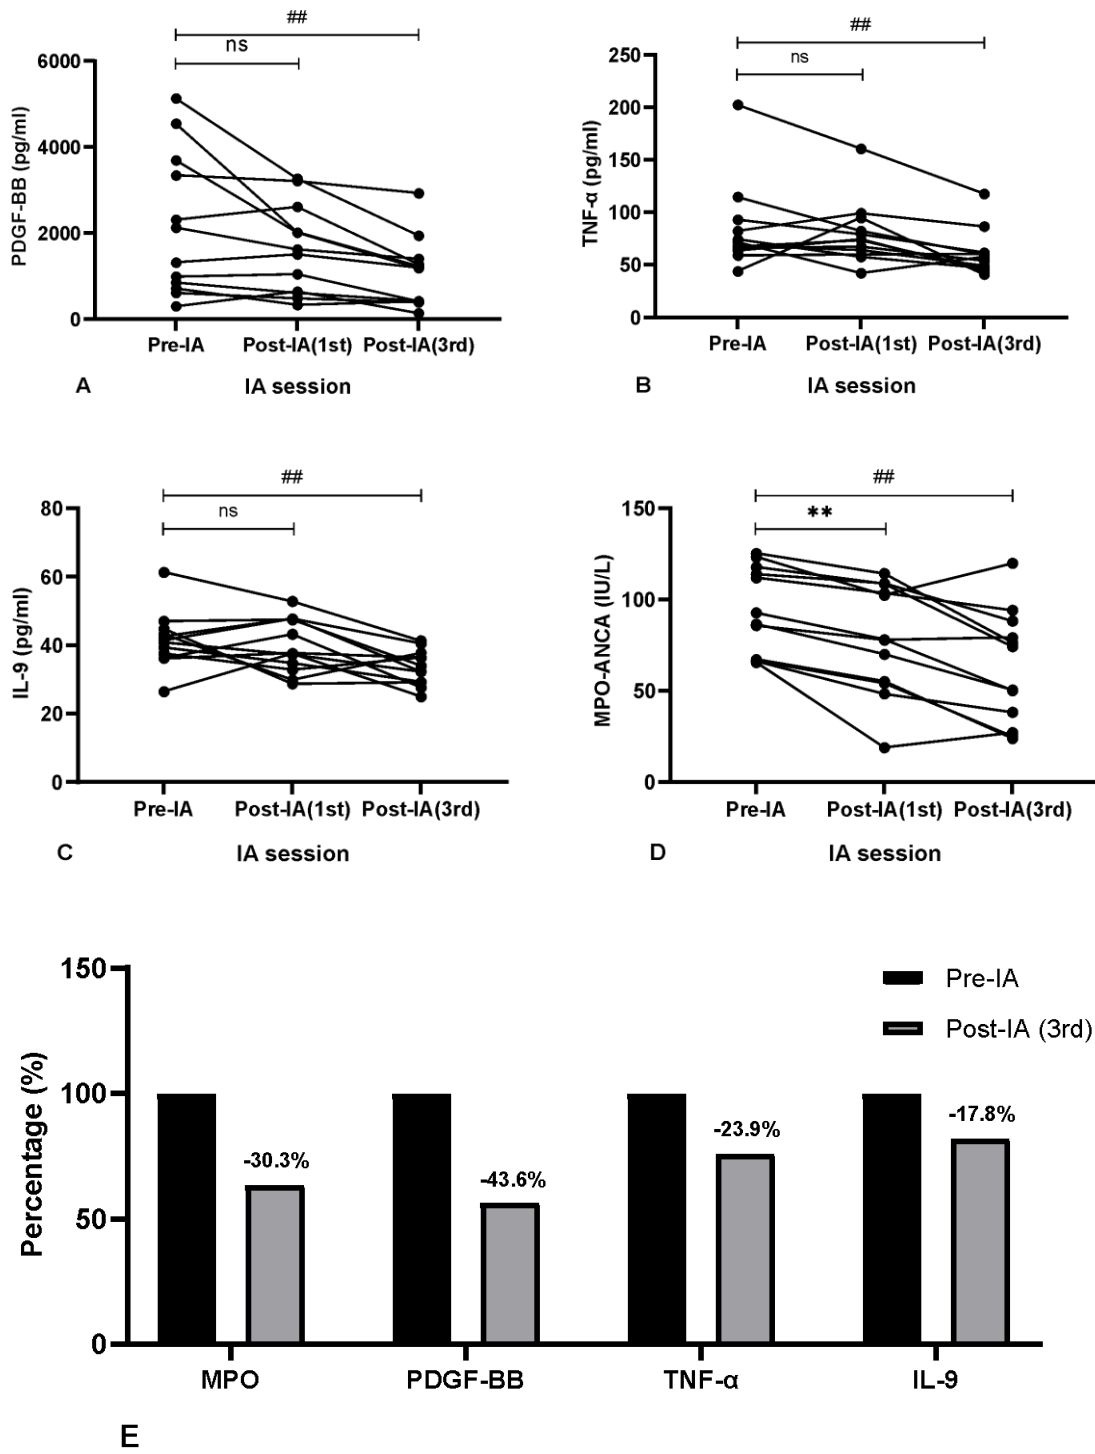 ##
ns
6000
4000
2000
0
PDGF-BB (pg/ml)
Pre-IA Post-IA(1st) Post-IA(3rd)
A IA session
##
ns
250
200
150
100
50
0
TNF-α (pg/ml)
Pre-IA Post-IA(1st) Post-IA(3rd)
B IA session
##
ns
80
60
40
20
0
IL-9 (pg/ml)
Pre-IA Post-IA(1st) Post-IA(3rd)
C IA session
##
**
150
100
50
0
MPO-ANCA (IU/L)
Pre-IA Post-IA(1st) Post-IA(3rd)
D IA session
150
100
50
0
Percentage (%)
Pre-IA
Post-IA (3rd)
-30.3%
-43.6%
-23.9%
-17.8%
MPO PDGF-BB TNF-α IL-9
E